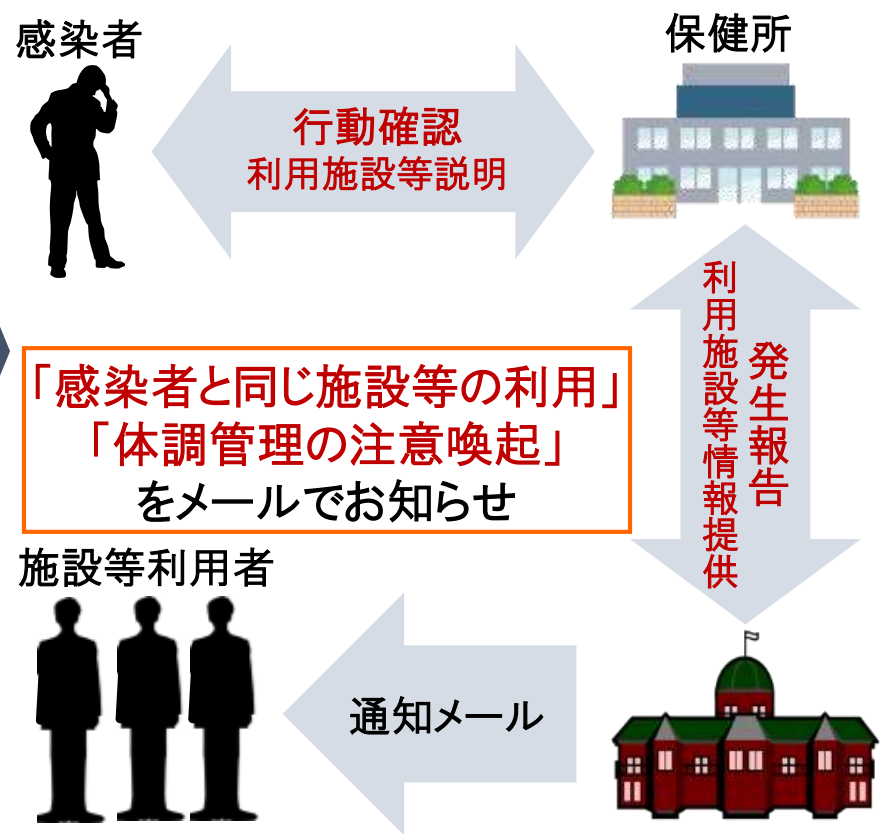 感染者
保健所
行動確認
利用施設等説明
発生報告
利用施設等情報提供
「感染者と同じ施設等の利用」
「体調管理の注意喚起」
をメールでお知らせ
施設等利用者
通知メール